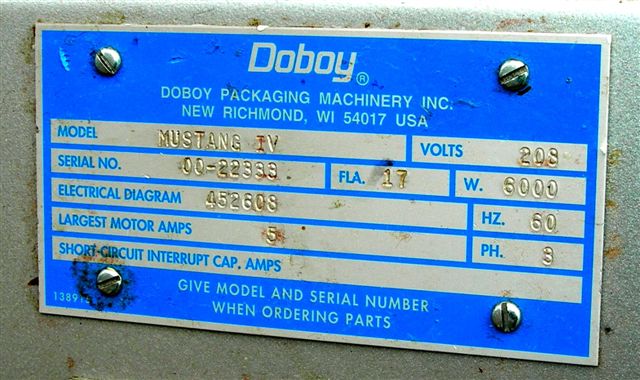 Doboy®
DOBOY PACKAGING MACHINERY INC.
NEW RICHMOND, WI 54017 USA
MODEL MUSTANG IV VOLTS 208
SERIAL NO. 00-22333 FLA. 17 W. 6000
ELECTRICAL DIAGRAM 452608 HZ. 60
LARGEST MOTOR AMPS 5 PH. 3
SHORT-CIRCUIT INTERRUPT CAP, AMPS
GIVE MODEL AND SERIAL NUMBER
WHEN ORDERING PARTS